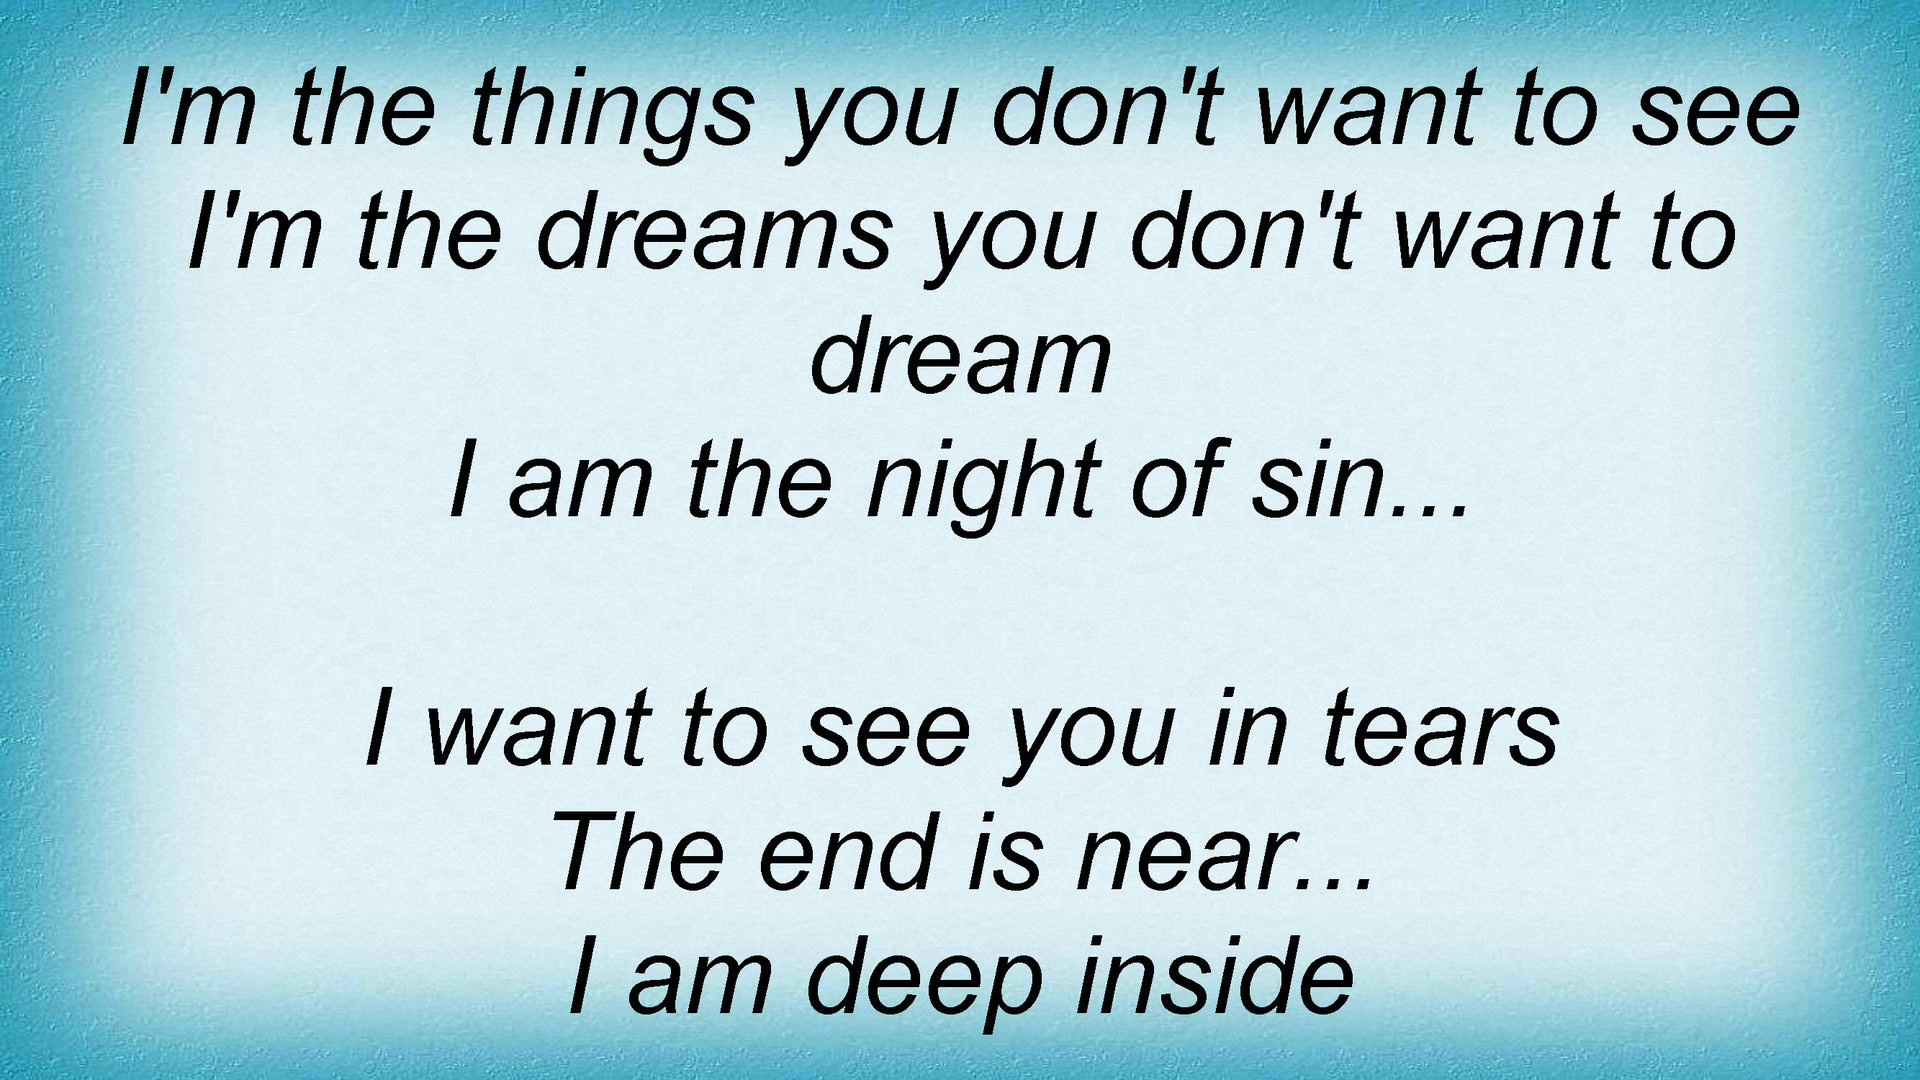 I'm the things you don't want to see
I'm the dreams you don't want to
dream
I am the night of sin...
I want to see you in tears
The end is near...
I am deep inside